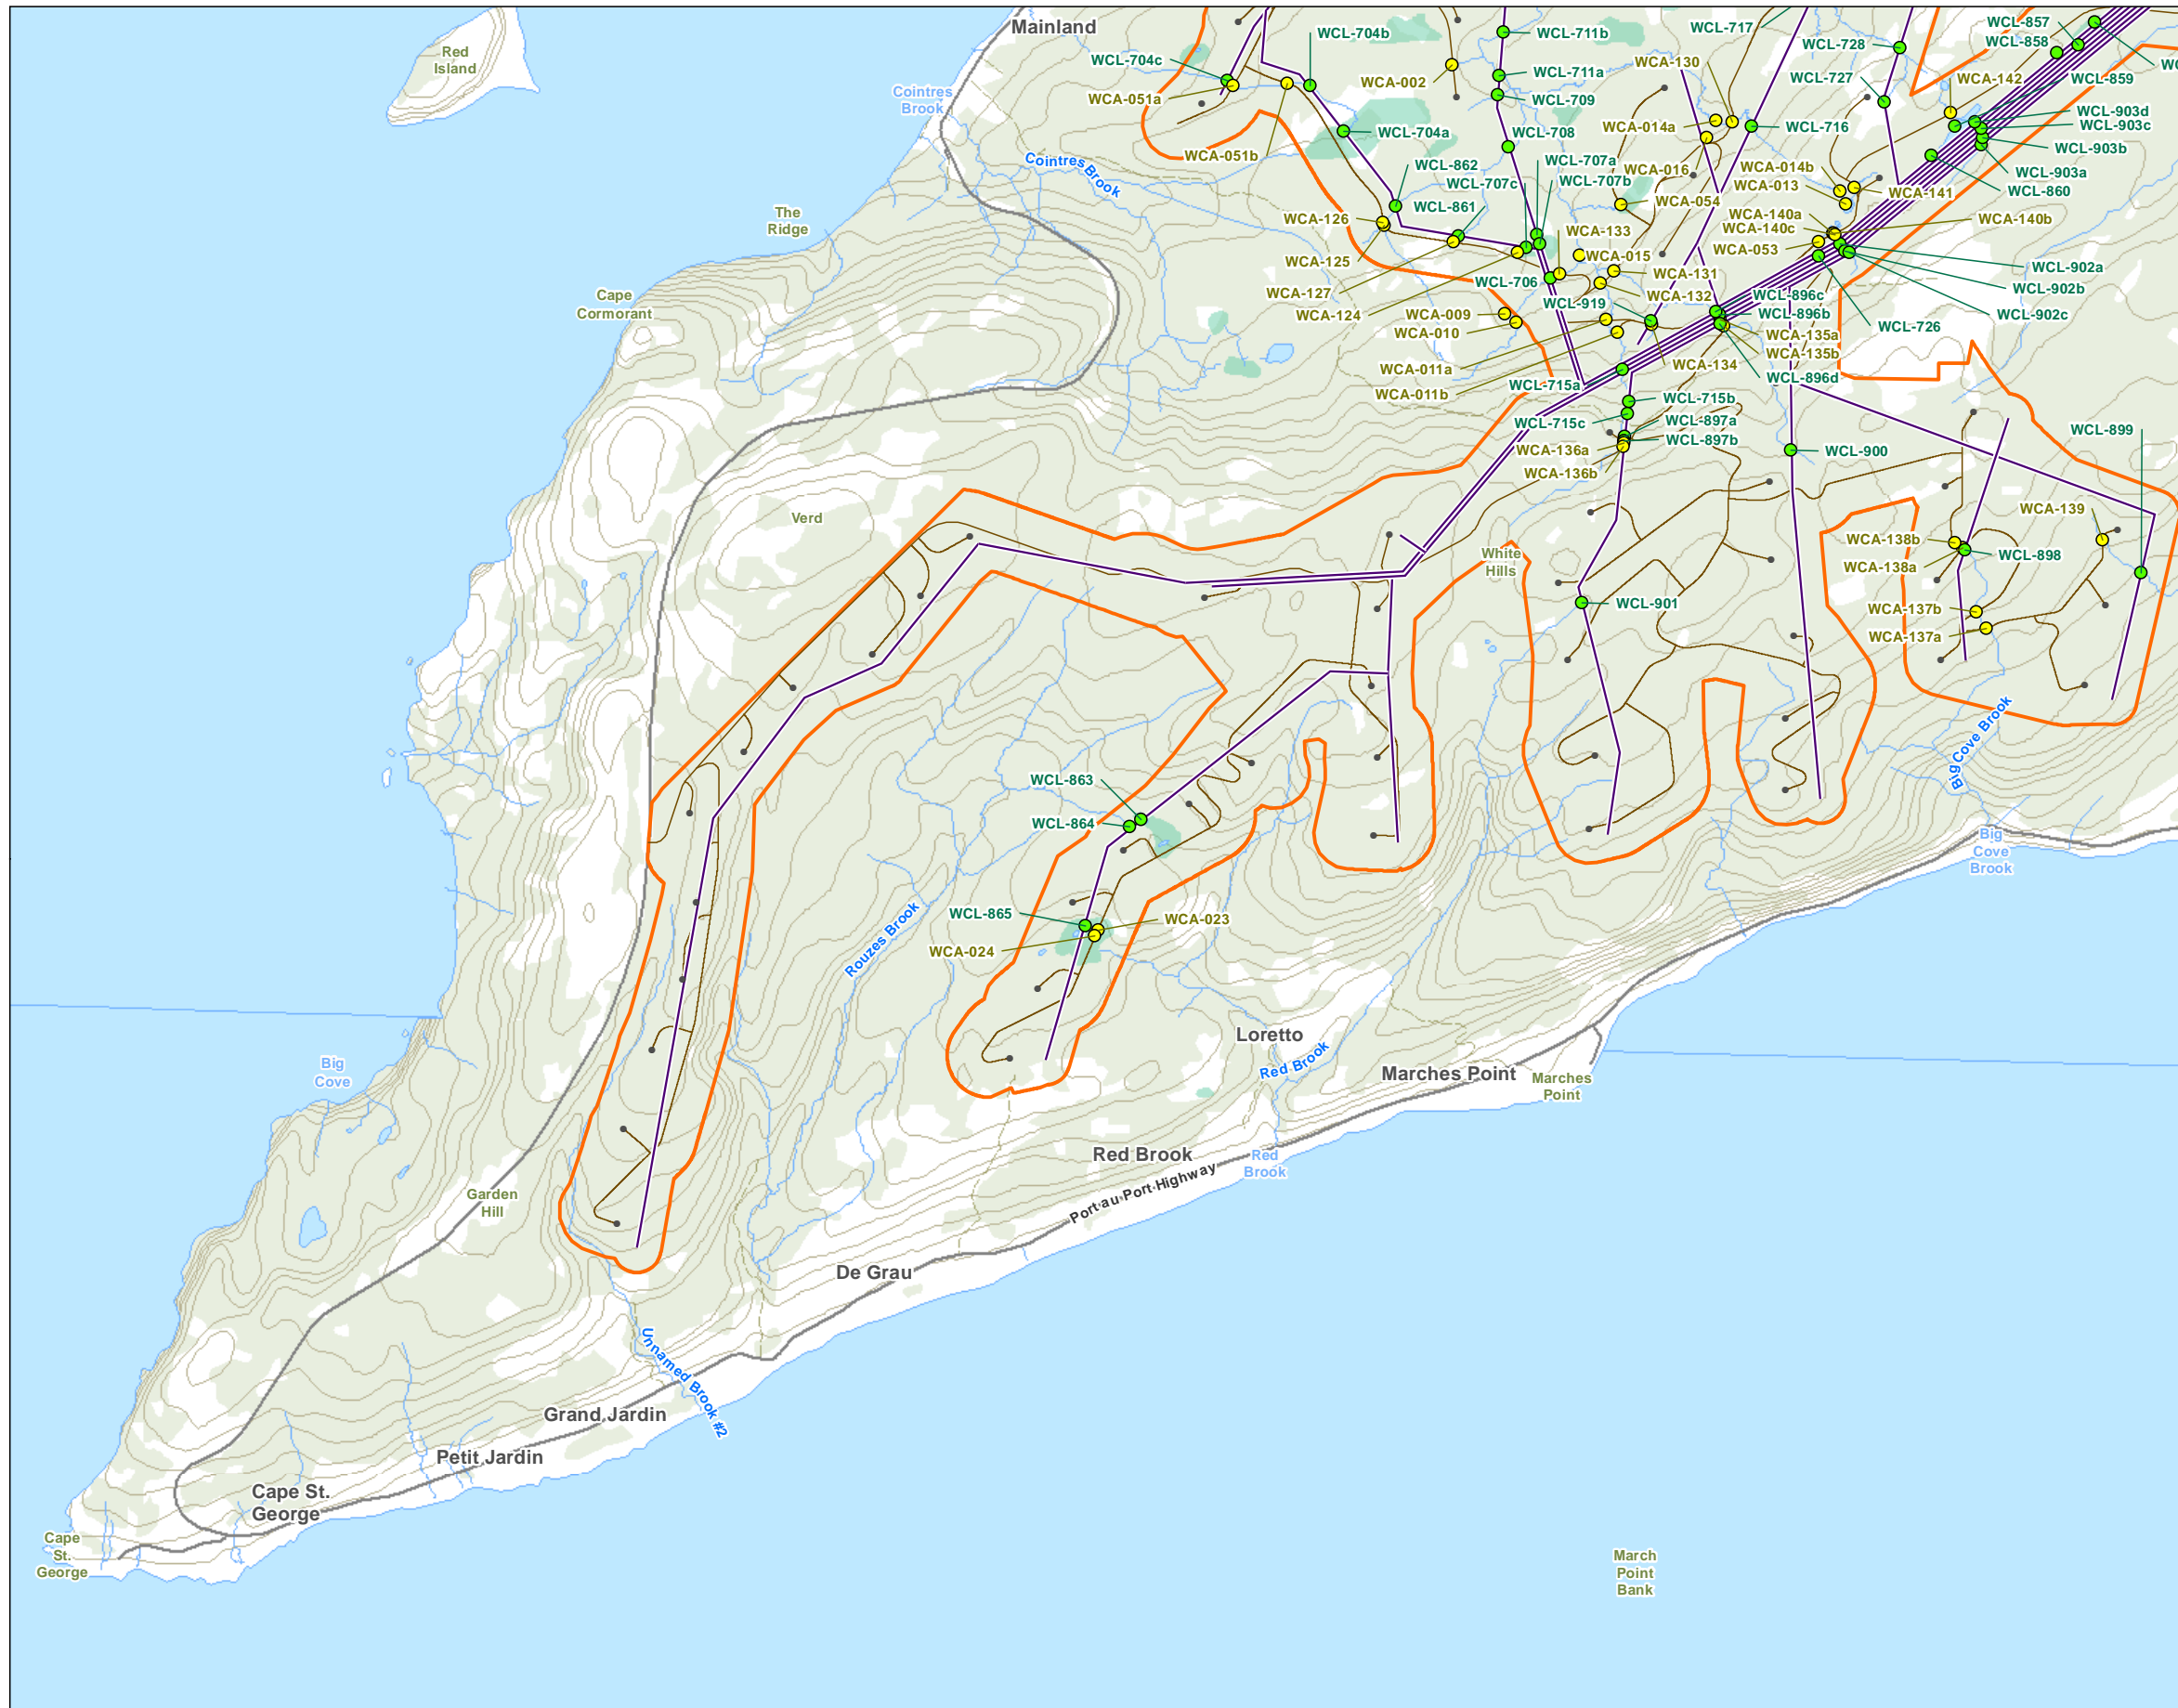 Mainland
Red
Island
Cointres
Brook
Cointres Brook
The
Ridge
Cape
Cormorant
Verd
WCL-704c
WCA-051a
WCL-704b
WCA-051b
WCL-704a
WCA-002
WCL-711b
WCL-711a
WCL-709
WCL-708
WCL-862
WCL-707c
WCL-707a
WCL-707b
WCL-861
WCA-126
WCA-125
WCA-127
WCA-124
WCL-706
WCA-133
WCA-015
WCA-131
WCA-132
WCL-919
WCA-009
WCA-010
WCA-011a
WCA-011b
WCL-717
WCA-130
WCA-014a
WCA-016
WCA-054
WCL-716
WCA-014b
WCA-013
WCA-140a
WCA-140c
WCA-053
WCA-140b
WCA-141
WCL-728
WCL-727
WCL-857
WCL-858
WCL-859
WCA-142
WCL-903d
WCL-903c
WCL-903b
WCL-903a
WCL-860
WCL-902a
WCL-902b
WCL-902c
WCL-726
WCL-896c
WCL-896b
WCA-135a
WCA-135b
WCL-896d
WCA-134
WCL-715a
WCL-715b
WCL-715c
WCL-897a
WCL-897b
WCA-136a
WCA-136b
WCL-900
WCL-899
WCA-139
WCA-138b
WCA-138a
WCL-898
WCA-137b
WCA-137a
White
Hills
WCL-901
Big Cove Brook
Big
Cove
Brook
WCL-863
WCL-864
WCL-865
WCA-023
WCA-024
Rouzes Brook
Loretto
Red Brook
Marches Point
Marches
Point
Big
Cove
Red Brook
Red
Brook
Port au Port Highway
Garden
Hill
De Grau
Unnamed Brook #2
Grand Jardin
Petit Jardin
Cape St.
George
Cape
St.
George
March
Point
Bank